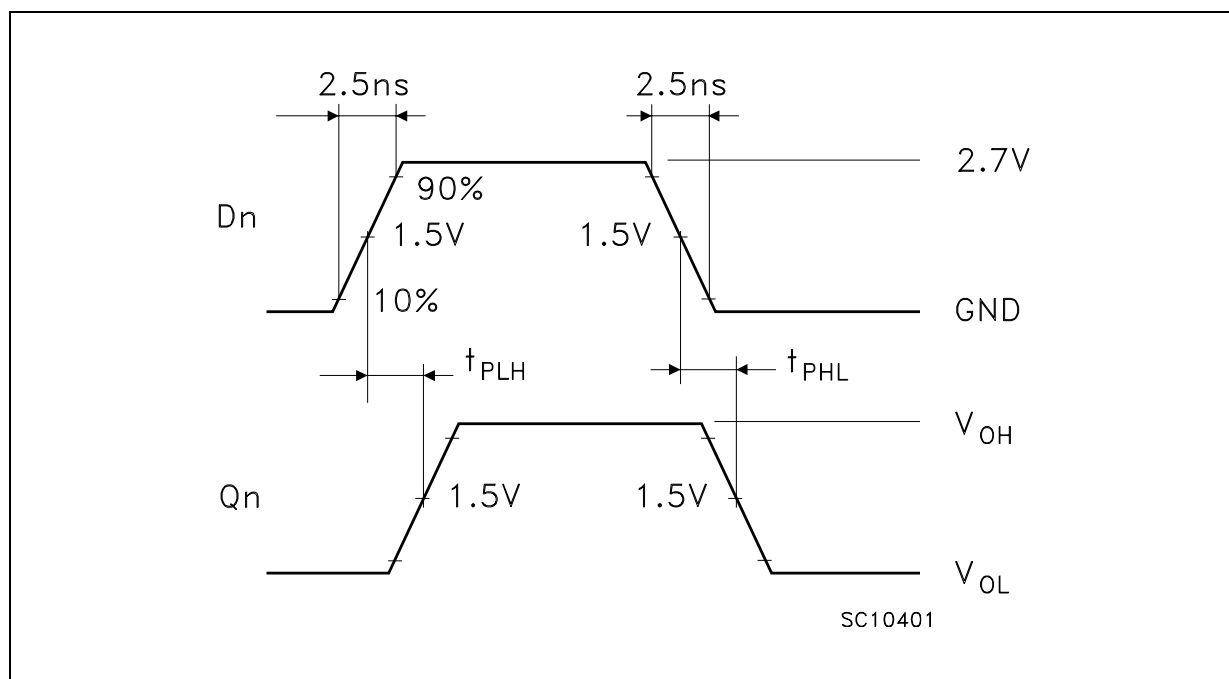 2.5ns 2.5ns
2.7V
90%
Dn 1.5V 1.5V
10%
GND
tPLH tPHL
VOH
Qn 1.5V 1.5V
VOL
SC10401